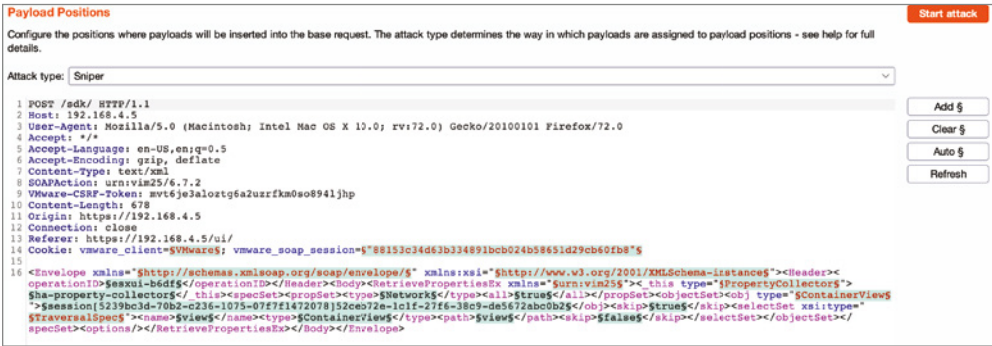 Payload Positions
Start attack
Configure the positions where payloads will be inserted into the base request. The attack type determines the way in which payloads are assigned to payload positions - see help for full
details.
Attack type: Sniper
Add §
Clear §
Auto §
Refresh
1 POST /sdk/ HTTP/1.1
2 Host: 192.168.4.5
3 User-Agent: Mozilla/5.0 (Macintosh; Intel Mac OS X 10.0; rv:72.0) Gecko/20100101 Firefox/72.0
4 Accept: */*
5 Accept-Language: en-US,en;q=0.5
6 Accept-Encoding: gzip, deflate
7 Content-Type: text/xml
8 SOAPAction: urn:vim25/6.7.2
9 VMware-CSRF-Token: mvt6je3aloztg6a2uzrfkm0so894ljhp
10 Content-Length: 678
11 Origin: https://192.168.4.5
12 Connection: close
13 Referer: https://192.168.4.5/ui/
14 Cookie: vmware_client=§VMware§; vmware_soap_session=§"88153c34d63b334891bcb024b58651d29cb60fb8"§
15
16 <Envelope xmlns="§http://schemas.xmlsoap.org/soap/envelope/§" xmlns:xsi="§http://www.w3.org/2001/XMLSchema-instance§"><Header><
operationID>§esxui-b6df§</operationID></Header><Body><RetrievePropertiesEx xmlns="§urn:vim25§"><_this type="§PropertyCollector§">
§ha-property-collector§</_this><specSet><propSet><type>§Network§</type><all>§true§</all></propSet><objectSet><obj type="§ContainerView§
">§session[5239bc3d-70b2-c236-1075-07f7f1472078]52ceb72e-1c1f-27f6-38c9-de5672abc0b2§</obj><skip>§true§</skip><selectSet xsi:type="
§TraversalSpec§"><name>§view§</name><type>§ContainerView§</type><path>§view§</path><skip>§false§</skip></selectSet></objectSet></
specSet><options/></RetrievePropertiesEx></Body></Envelope>